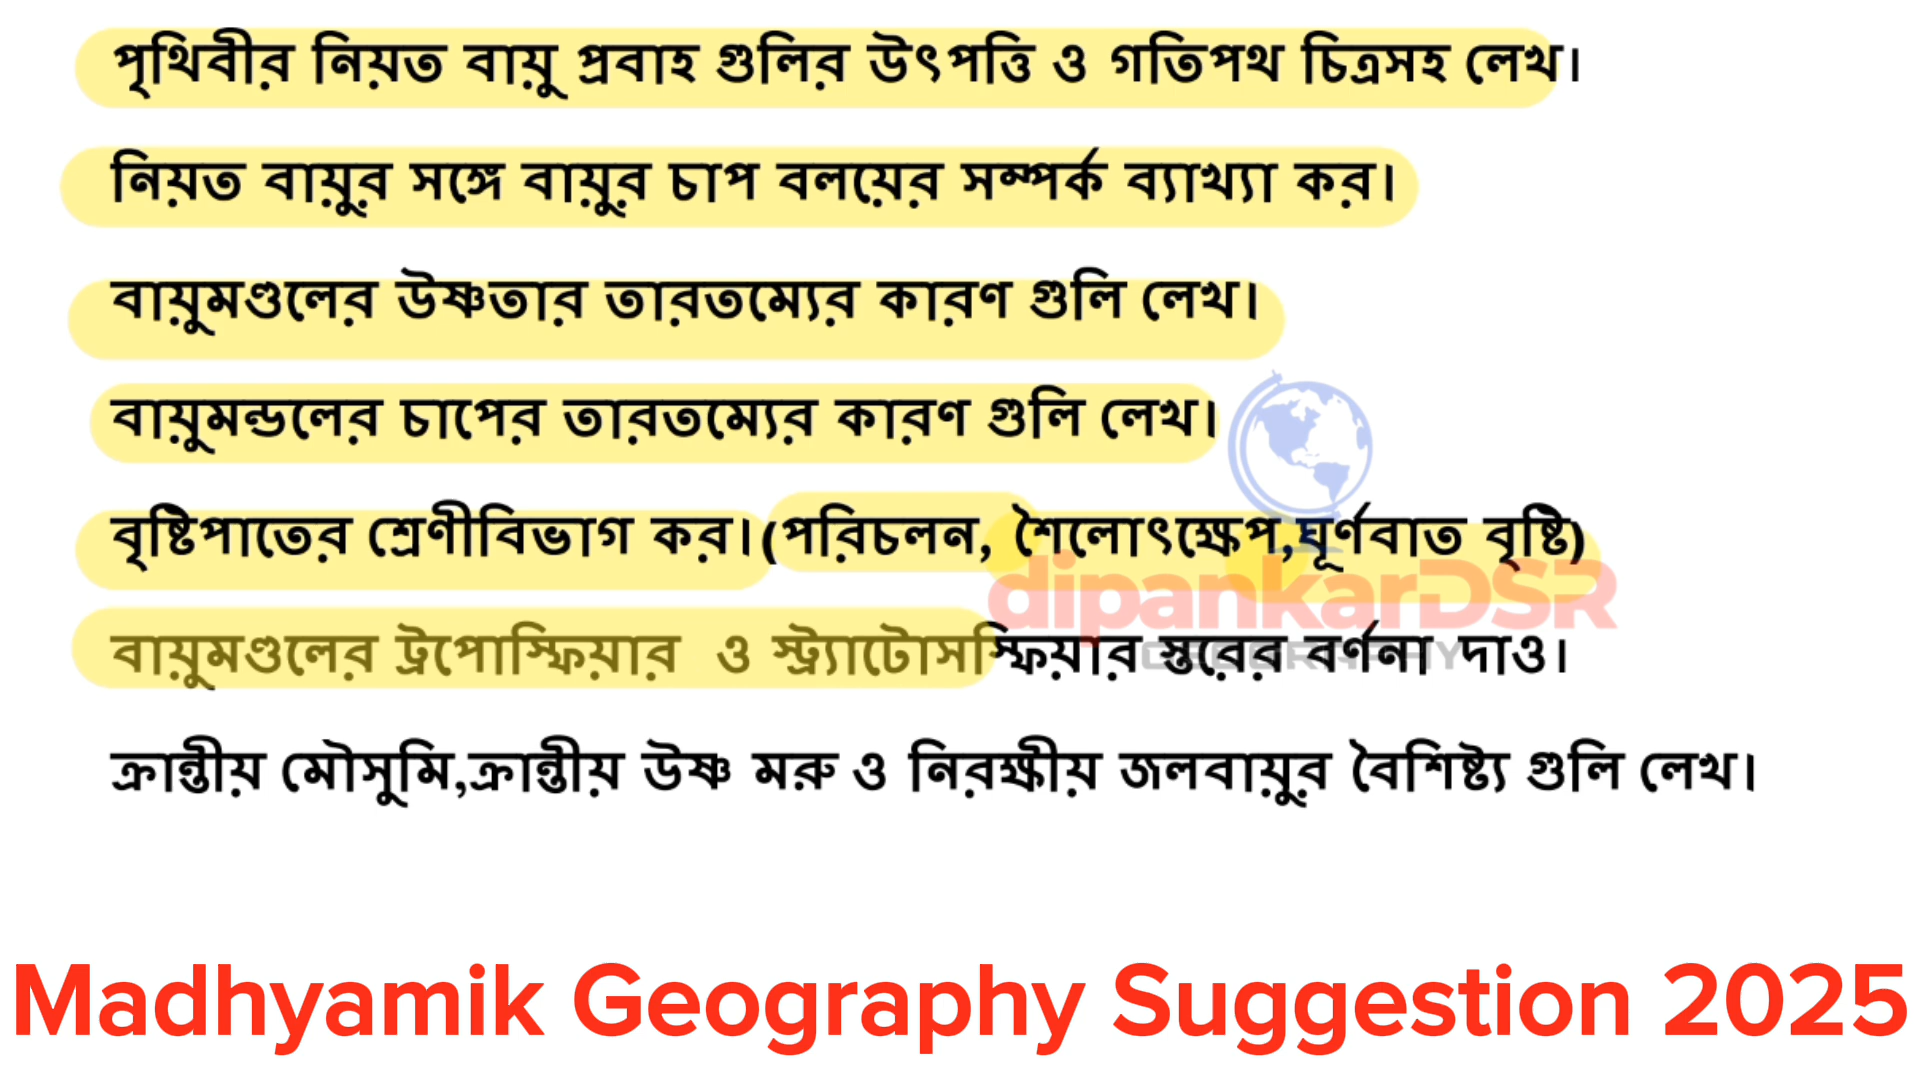 পৃথিবীর নিয়ত বায়ু প্রবাহ গুলির উৎপত্তি ও গতিপথ চিত্রসহ লেখ।
নিয়ত বায়ুর সঙ্গে বায়ুর চাপ বলয়ের সম্পর্ক ব্যাখ্যা কর।
বায়ুমণ্ডলের উষ্ণতার তারতম্যের কারণ গুলি লেখ।
বায়ুমন্ডলের চাপের তারতম্যের কারণ গুলি লেখ।
বৃষ্টিপাতের শ্রেণীবিভাগ কর।(পরিচলন, শৈলোৎক্ষেপ,ঘূর্ণবাত বৃষ্টি)
dipankarDSR
বায়ুমণ্ডলের ট্রপোস্ফিয়ার ও স্ট্র্যাটোসস্ফিয়ার স্তরের বর্ণনা দাও।
GEOGRAPHY
ক্রান্তীয় মৌসুমি,ক্রান্তীয় উষ্ণ মরু ও নিরক্ষীয় জলবায়ুর বৈশিষ্ট্য গুলি লেখ।
Madhyamik Geography Suggestion 2025